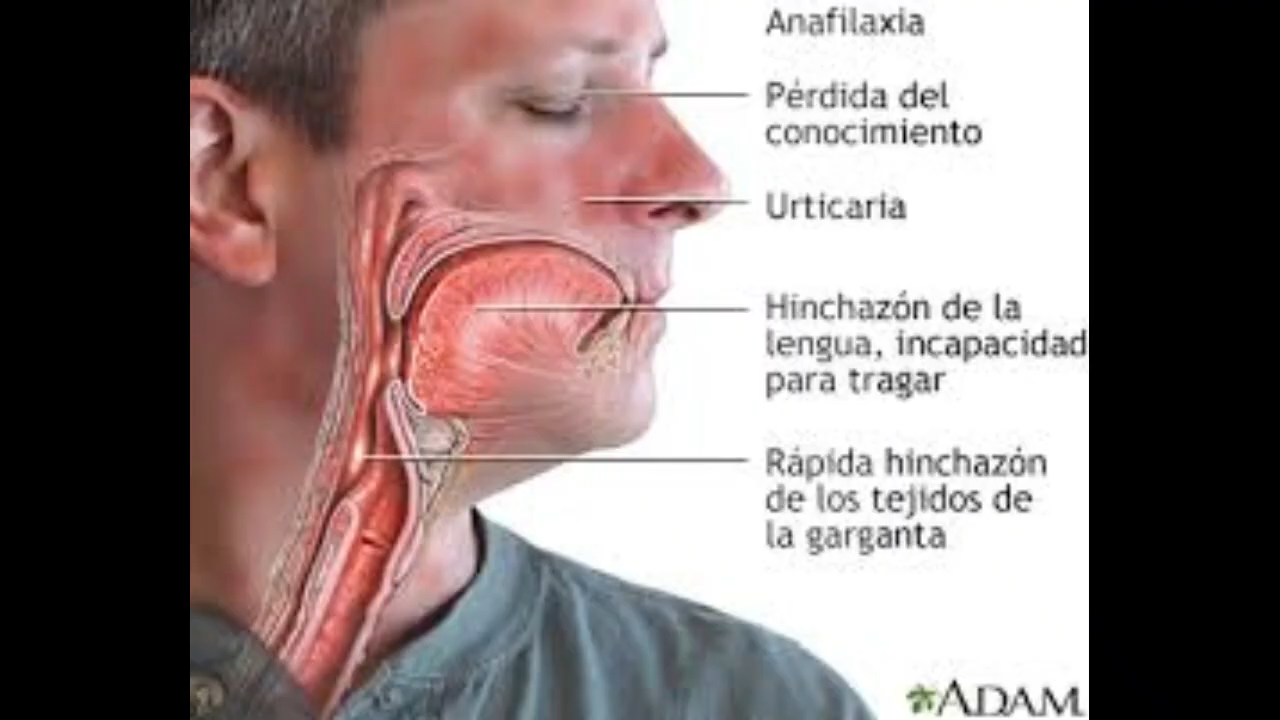 Anafilaxia
Pérdida del
conocimiento
Urticaria
Hinchazón de la
lengua, incapacidad
para tragar
Rápida hinchazón
de los tejidos de
la garganta
ADAM